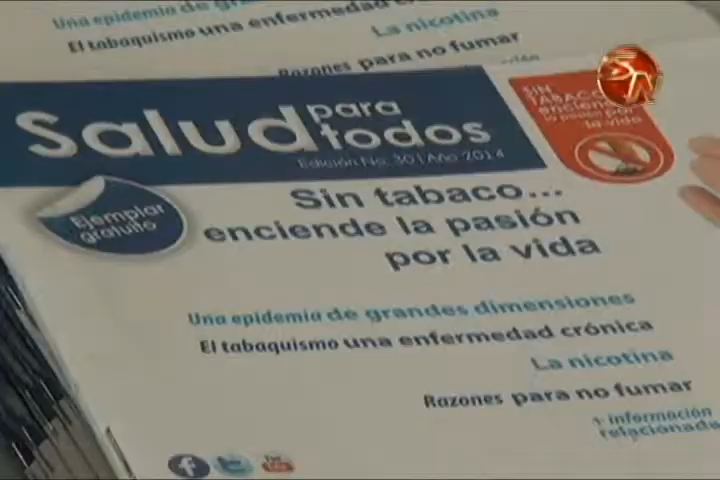 Una epidemia de
El tabaquismo una enfermedad
La nicotina
Razones para no fumar
Salud para todos
Edición No. 30 | Año 2014
SIN TABACO
enciende
la pasión por
la vida
Ejemplar
gratuito
Sin tabaco...
enciende la pasión
por la vida
Una epidemia de grandes dimensiones
El tabaquismo una enfermedad crónica
La nicotina
Razones para no fumar
+ información
relacionada
You Tube